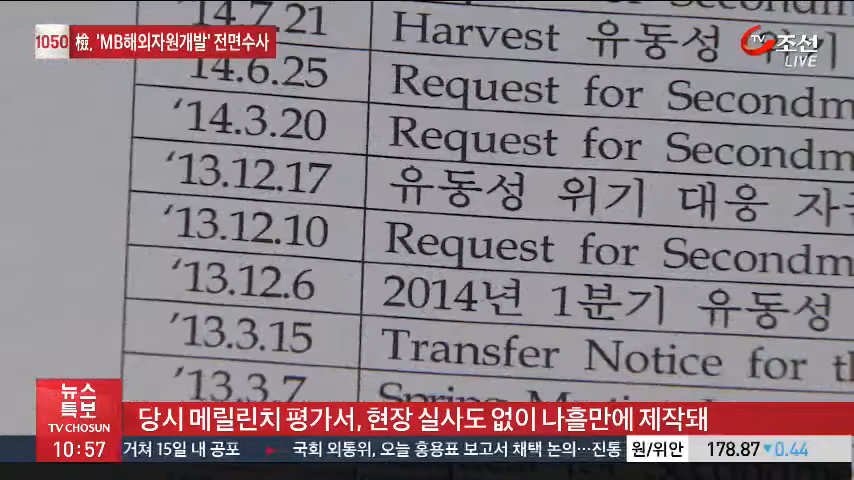 '14.7.21
1050 檢, 'MB해외자원개발' 전면수사
Harvest 유동성 위기
TV조선
LIVE
'14.6.25 Request for Secondm
'14.3.20 Request for Secondm
'13.12.17 유동성 위기 대응 자
'13.12.10 Request for Secondm
'13.12.6 2014년 1분기 유동성
'13.3.15 Transfer Notice for th
'13.3.7
뉴스
특보
TV CHOSUN
10:57
당시 메릴린치 평가서, 현장 실사도 없이 나흘만에 제작돼
거쳐 15일 내 공포 ▶ 국회 외통위, 오늘 홍용표 보고서 채택 논의…진통
원/위안 178.87▼0.44